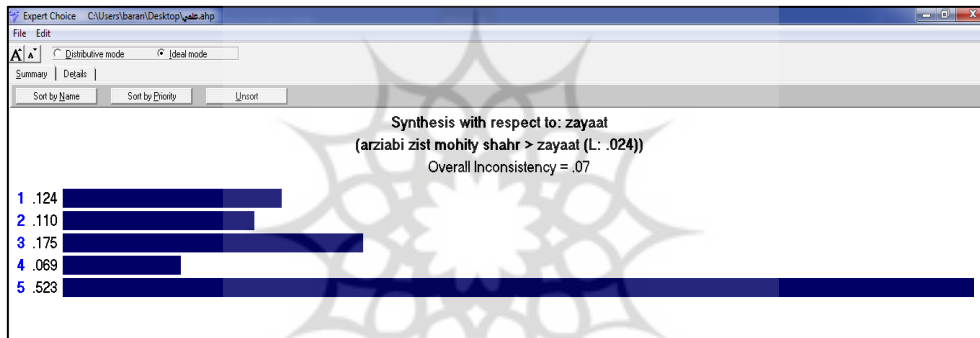 Expert Choice C:\Users\baran\Desktop\علمي.ahp
File Edit
A A Distributive mode Ideal mode
Summary Details
Sort by Name Sort by Priority Unsort
Synthesis with respect to: zayaat
(arziabi zist mohity shahr > zayaat (L: .024))
Overall Inconsistency = .07
1 .124
2 .110
3 .175
4 .069
5 .523